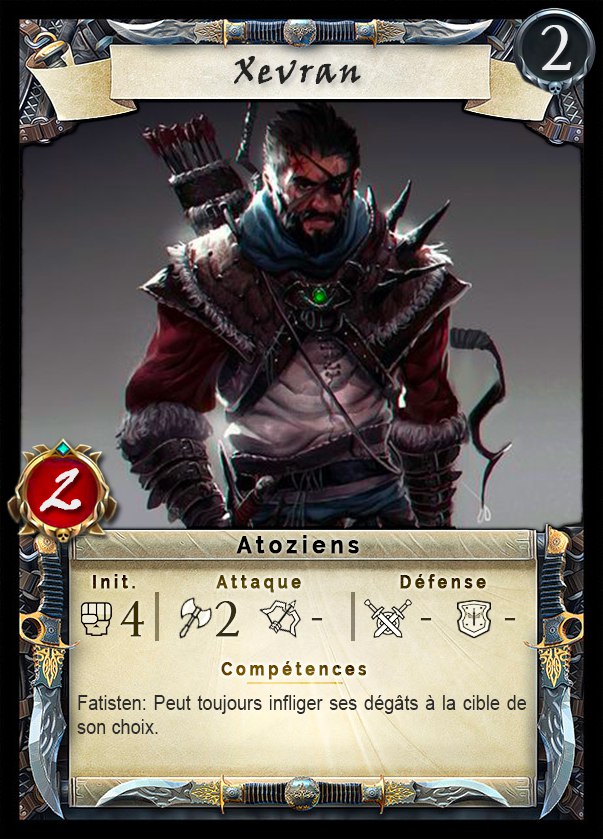 Xevran
2
2
Atoziens
Init. Attaque Défense
4 2 - - -
Compétences
Fatisten: Peut toujours infliger ses dégâts à la cible de
son choix.